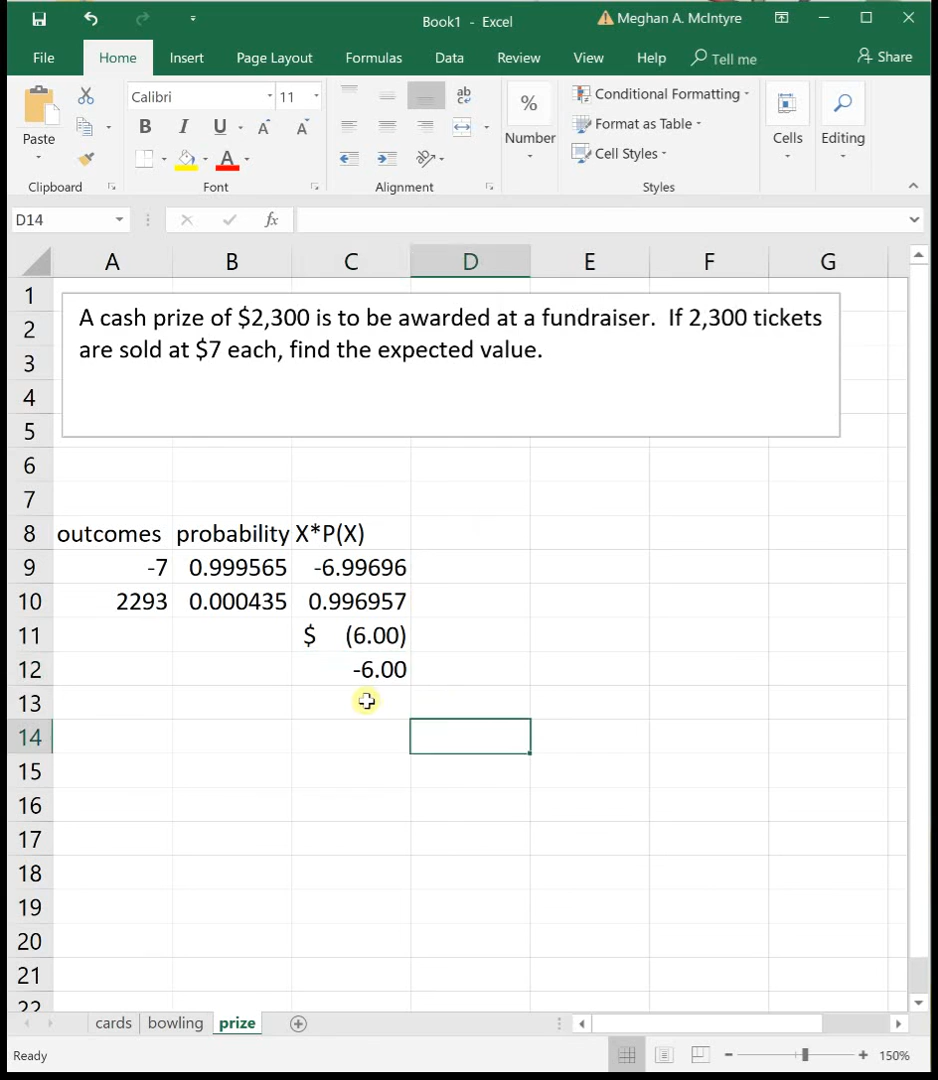 Book1 - Excel
Meghan A. McIntyre
File Home Insert Page Layout Formulas Data Review View Help Tell me Share
Paste
Calibri 11
B I U A A
A
ab
%
Number
Conditional Formatting
Format as Table
Cell Styles
Cells
Editing
Clipboard Font Alignment Styles
D14 fx
A B C D E F G
1
2
3
4
5
A cash prize of $2,300 is to be awarded at a fundraiser. If 2,300 tickets
are sold at $7 each, find the expected value.
6
7
8 outcomes probability X*P(X)
9 -7 0.999565 -6.99696
10 2293 0.000435 0.996957
11 $ (6.00)
12 -6.00
13
14
15
16
17
18
19
20
21
22
cards bowling prize
Ready 150%